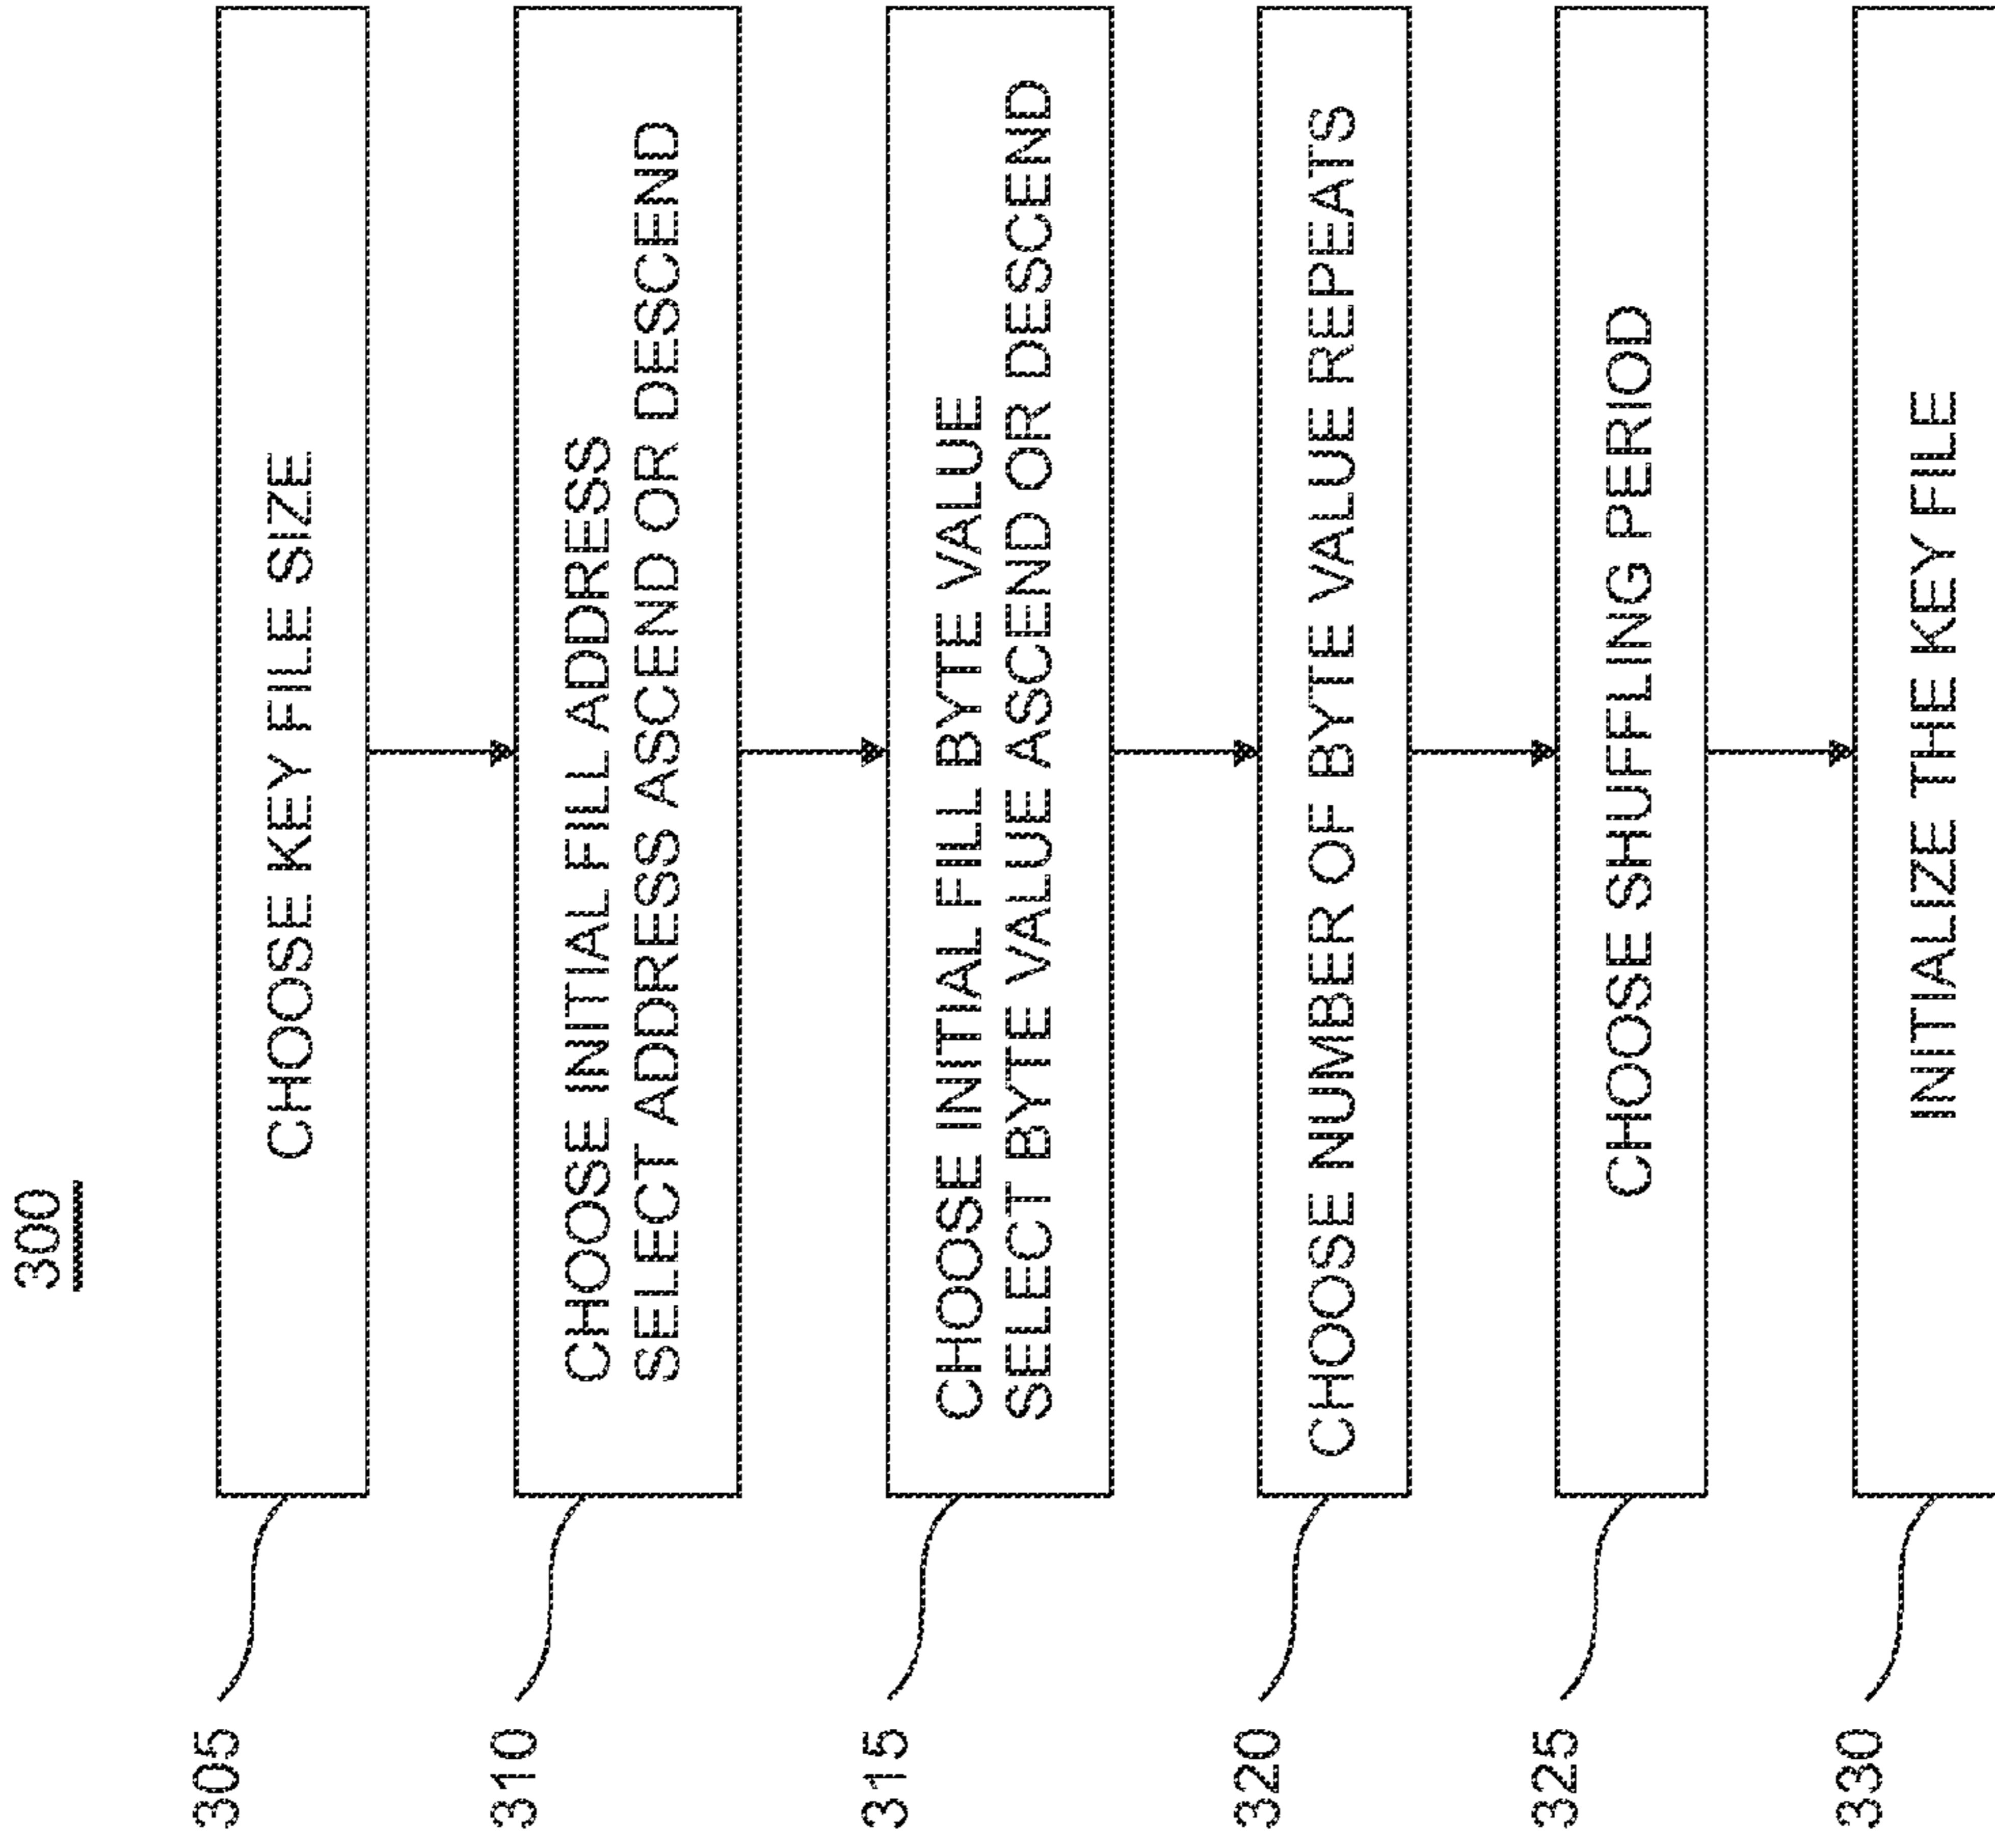 300
305
CHOOSE KEY FILE SIZE
310
CHOOSE INITIAL FILL ADDRESS
SELECT ADDRESS ASCEND OR DESCEND
315
CHOOSE INITIAL FILL BYTE VALUE
SELECT BYTE VALUE ASCEND OR DESCEND
320
CHOOSE NUMBER OF BYTE VALUE REPEATS
325
CHOOSE SHUFFLING PERIOD
330
INITIALIZE THE KEY FILE